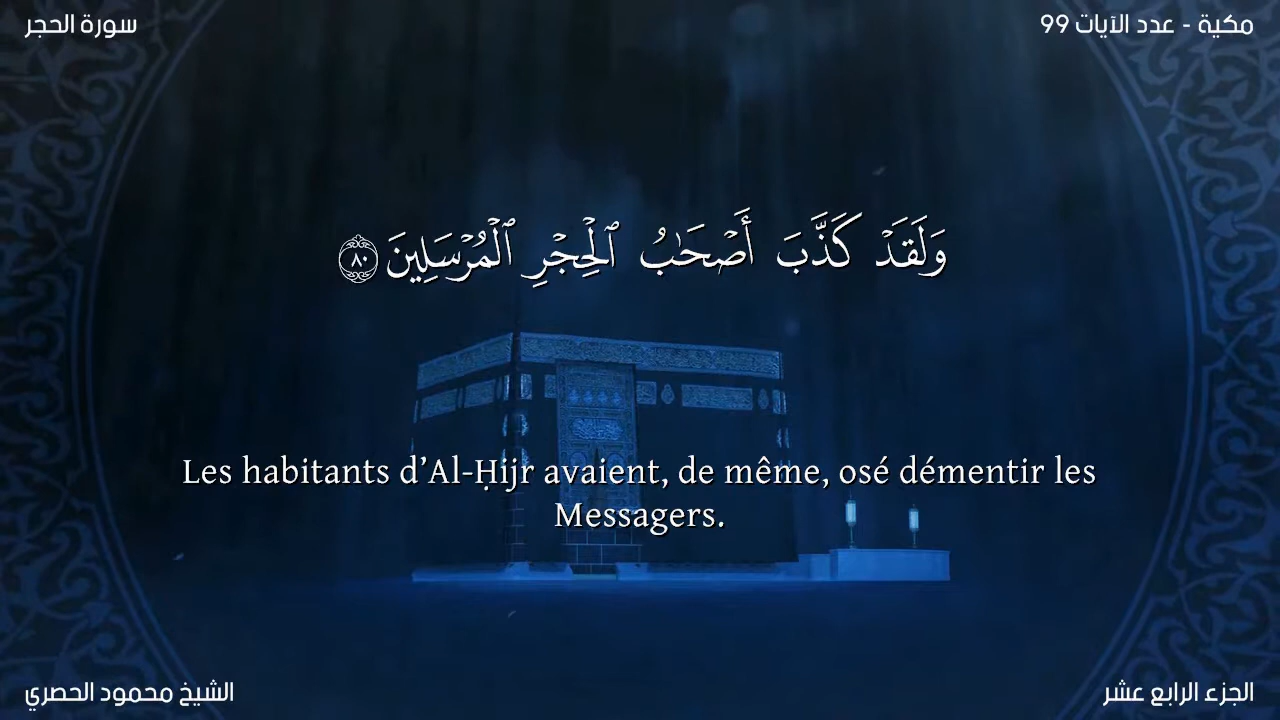 سورة الحجر
مكية - عدد الآيات 99
وَلَقَدْ كَذَّبَ أَصْحَٰبُ ٱلْحِجْرِ ٱلْمُرْسَلِينَ ٨٠
Les habitants d’Al-Ḥijr avaient, de même, osé démentir les
Messagers.
الشيخ محمود الحصري
الجزء الرابع عشر